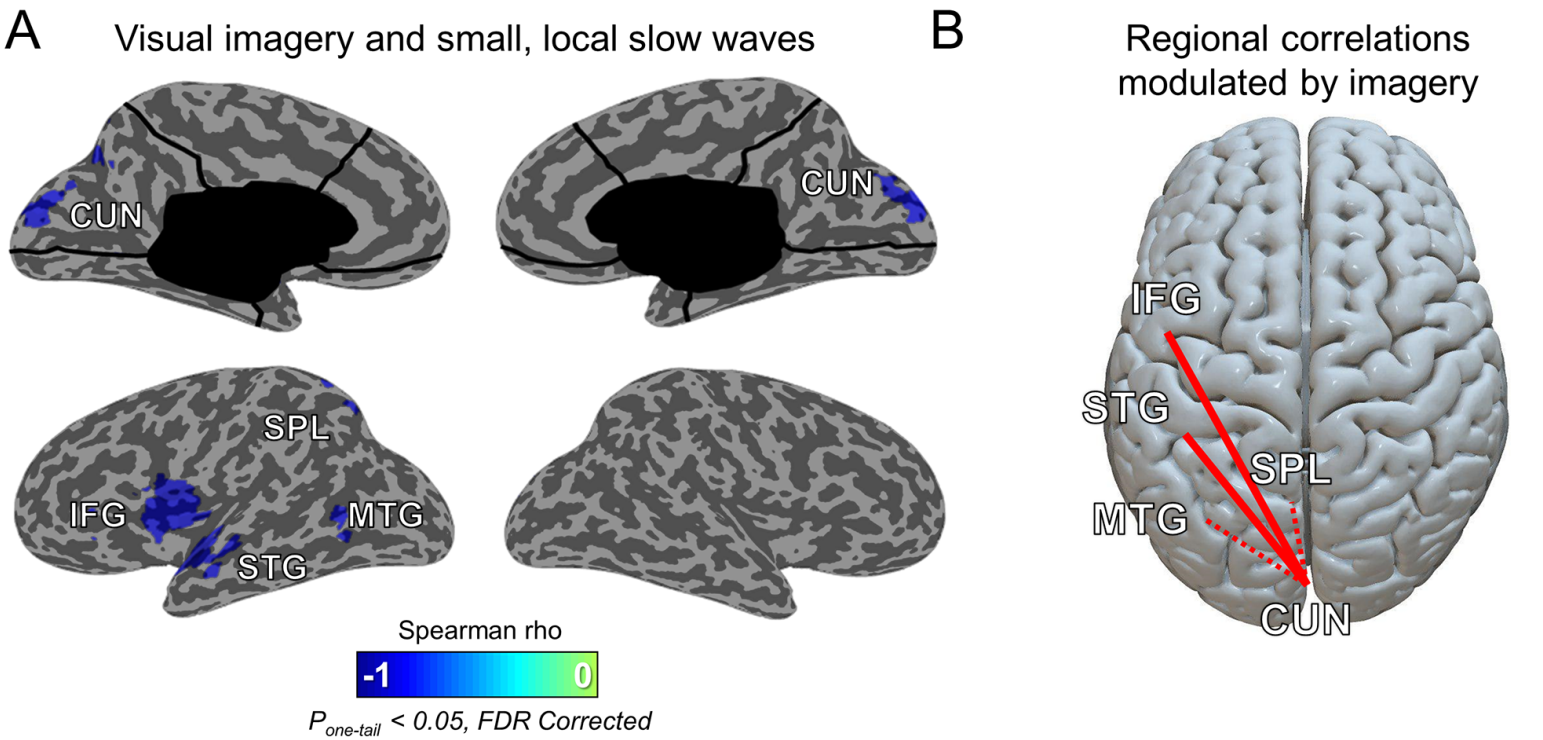 A
Visual imagery and small, local slow waves
CUN
CUN
SPL
IFG
MTG
STG
Spearman rho
-1
0
P one-tail < 0.05, FDR Corrected
B
Regional correlations
modulated by imagery
IFG
STG
SPL
MTG
CUN